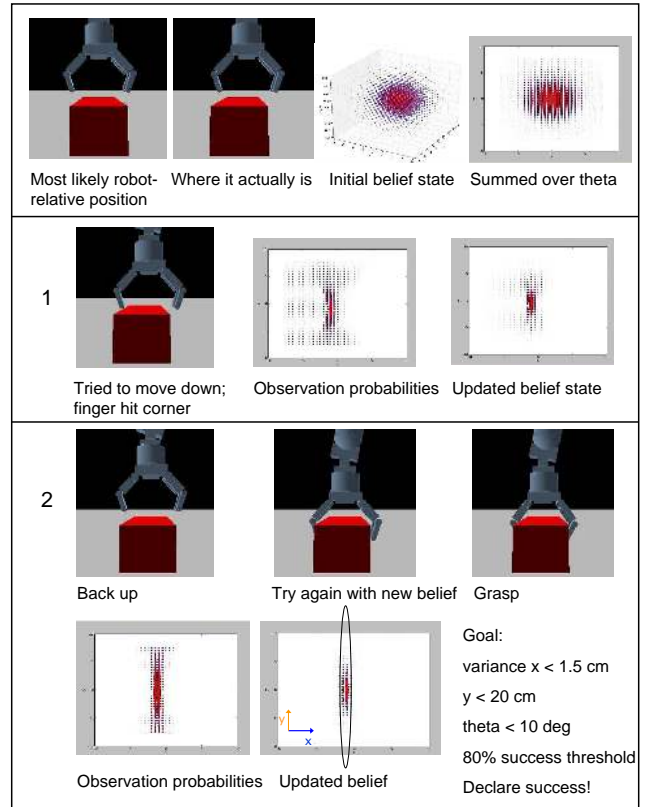 Most likely robot-
relative position
Where it actually is
Initial belief state
Summed over theta
1
Tried to move down;
finger hit corner
Observation probabilities
Updated belief state
2
Back up
Try again with new belief
Grasp
y
x
Observation probabilities
Updated belief
Goal:
variance x < 1.5 cm
y < 20 cm
theta < 10 deg
80% success threshold
Declare success!